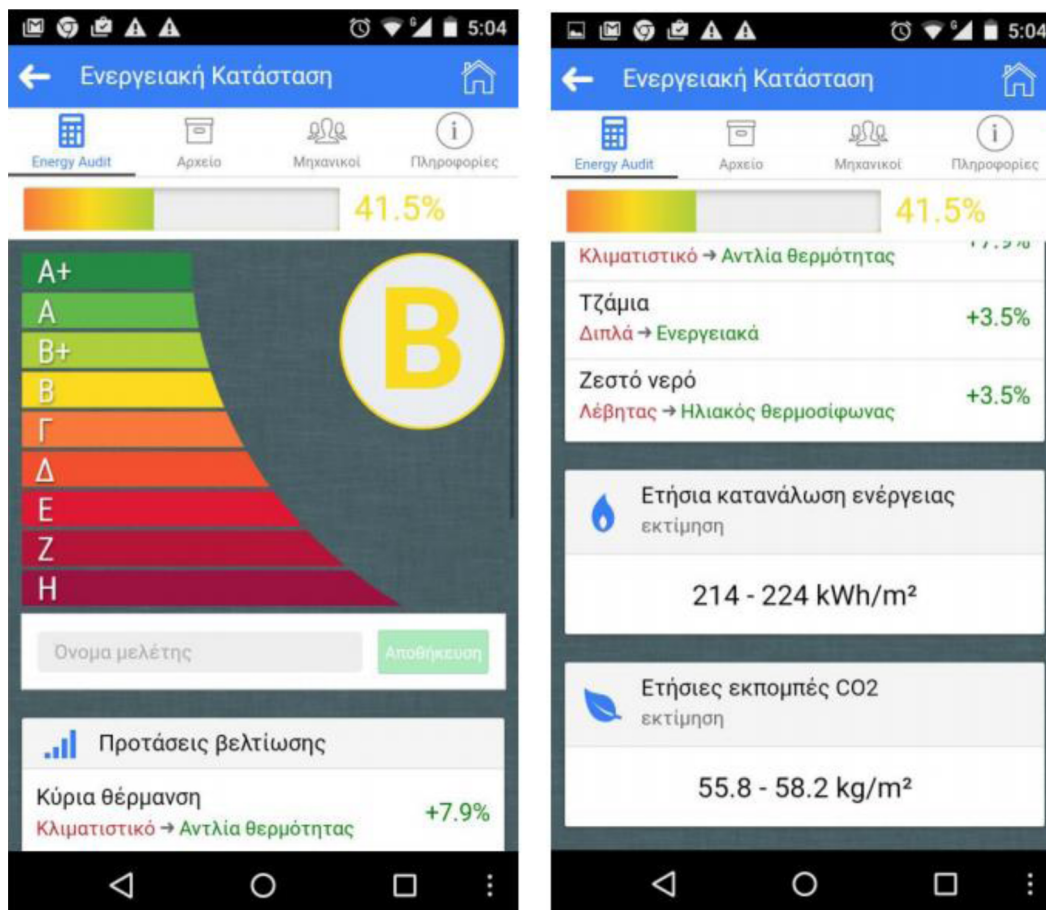 5:04
Ενεργειακή Κατάσταση
Energy Audit
Αρχείο
Μηχανικοί
Πληροφορίες
41.5%
A+
A
B+
B
Γ
Δ
E
Z
H
B
Όνομα μελέτης
Αποθήκευση
Προτάσεις βελτίωσης
Κύρια θέρμανση
+7.9%
Κλιματιστικό → Αντλία θερμότητας
G
5:04
Ενεργειακή Κατάσταση
Energy Audit
Αρχείο
Μηχανικοί
Πληροφορίες
41.5%
Κλιματιστικό → Αντλία θερμότητας
+7.9%
Τζάμια
+3.5%
Διπλά → Ενεργειακά
Ζεστό νερό
+3.5%
Λέβητας → Ηλιακός θερμοσίφωνας
Ετήσια κατανάλωση ενέργειας
εκτίμηση
214 - 224 kWh/m²
Ετήσιες εκπομπές CO2
εκτίμηση
55.8 - 58.2 kg/m²